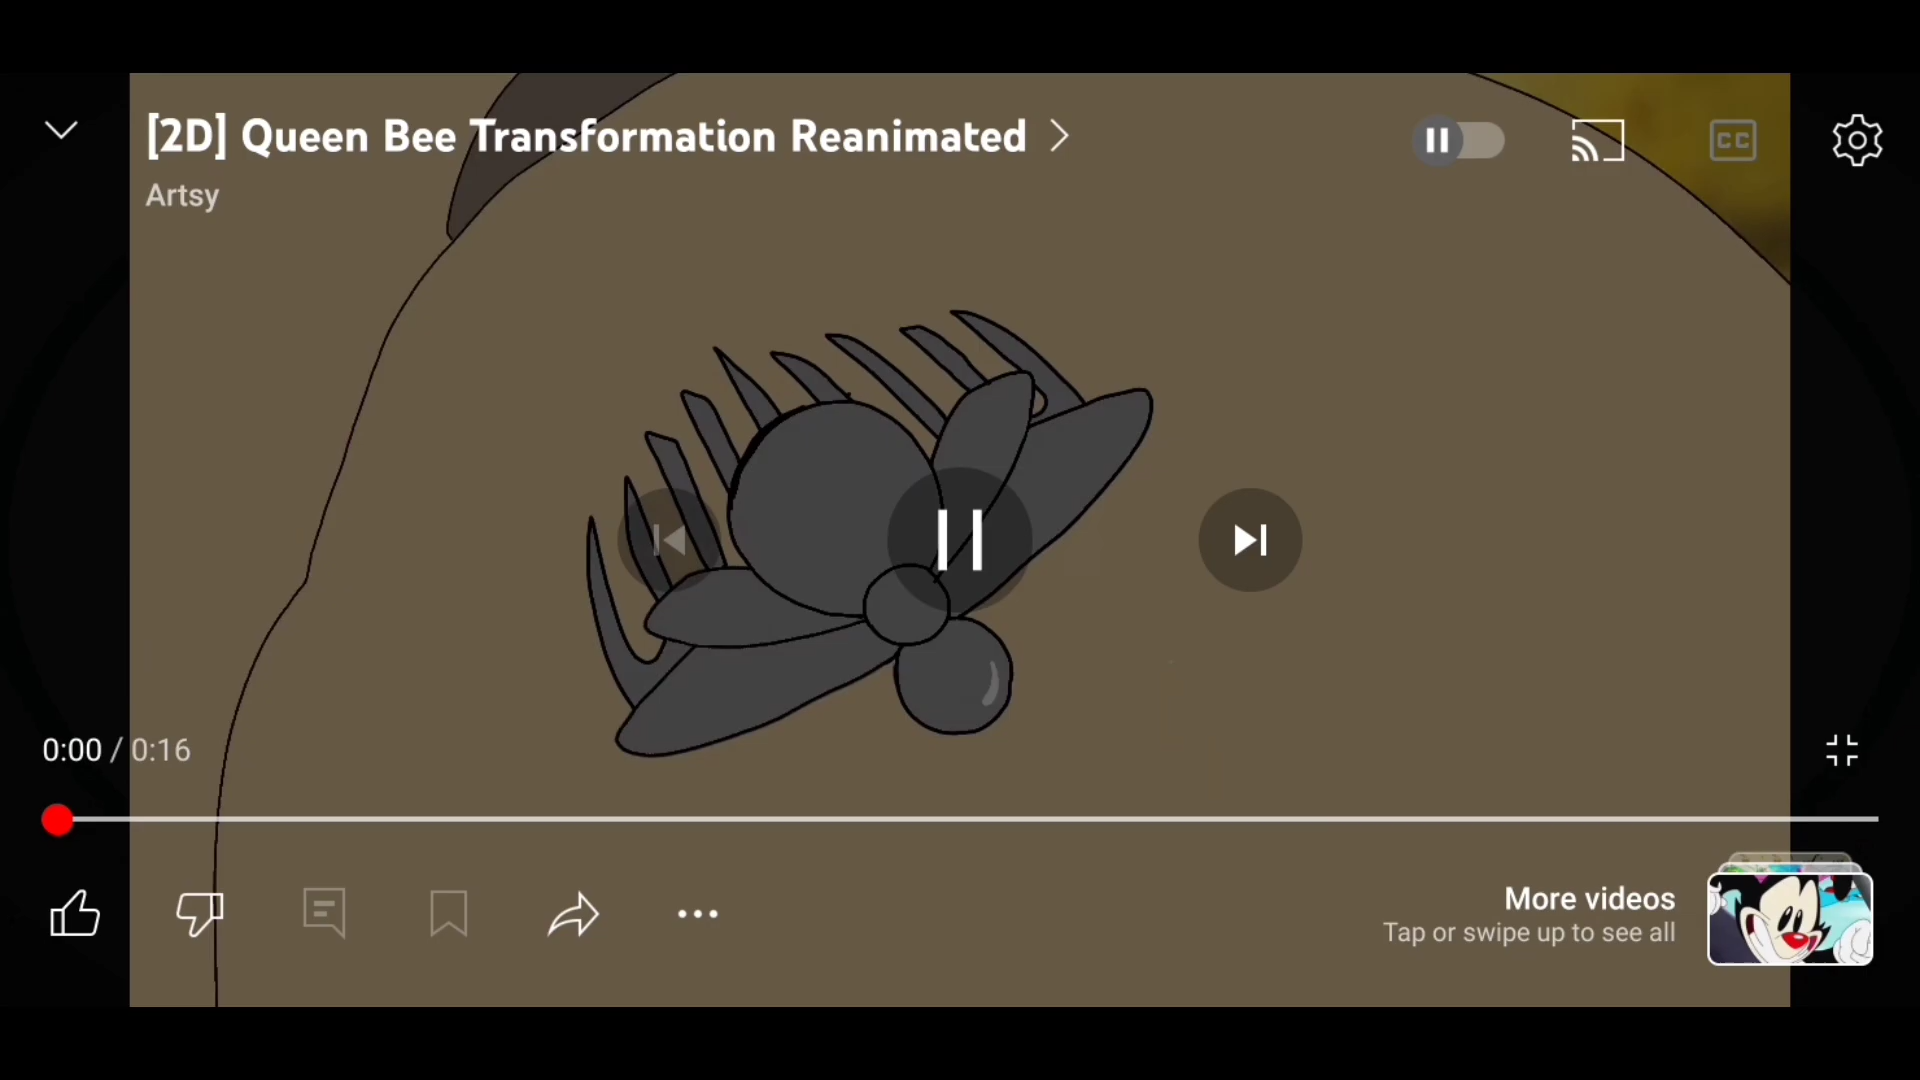 [2D] Queen Bee Transformation Reanimated
Artsy
CC
0:00 / 0:16
More videos
Tap or swipe up to see all